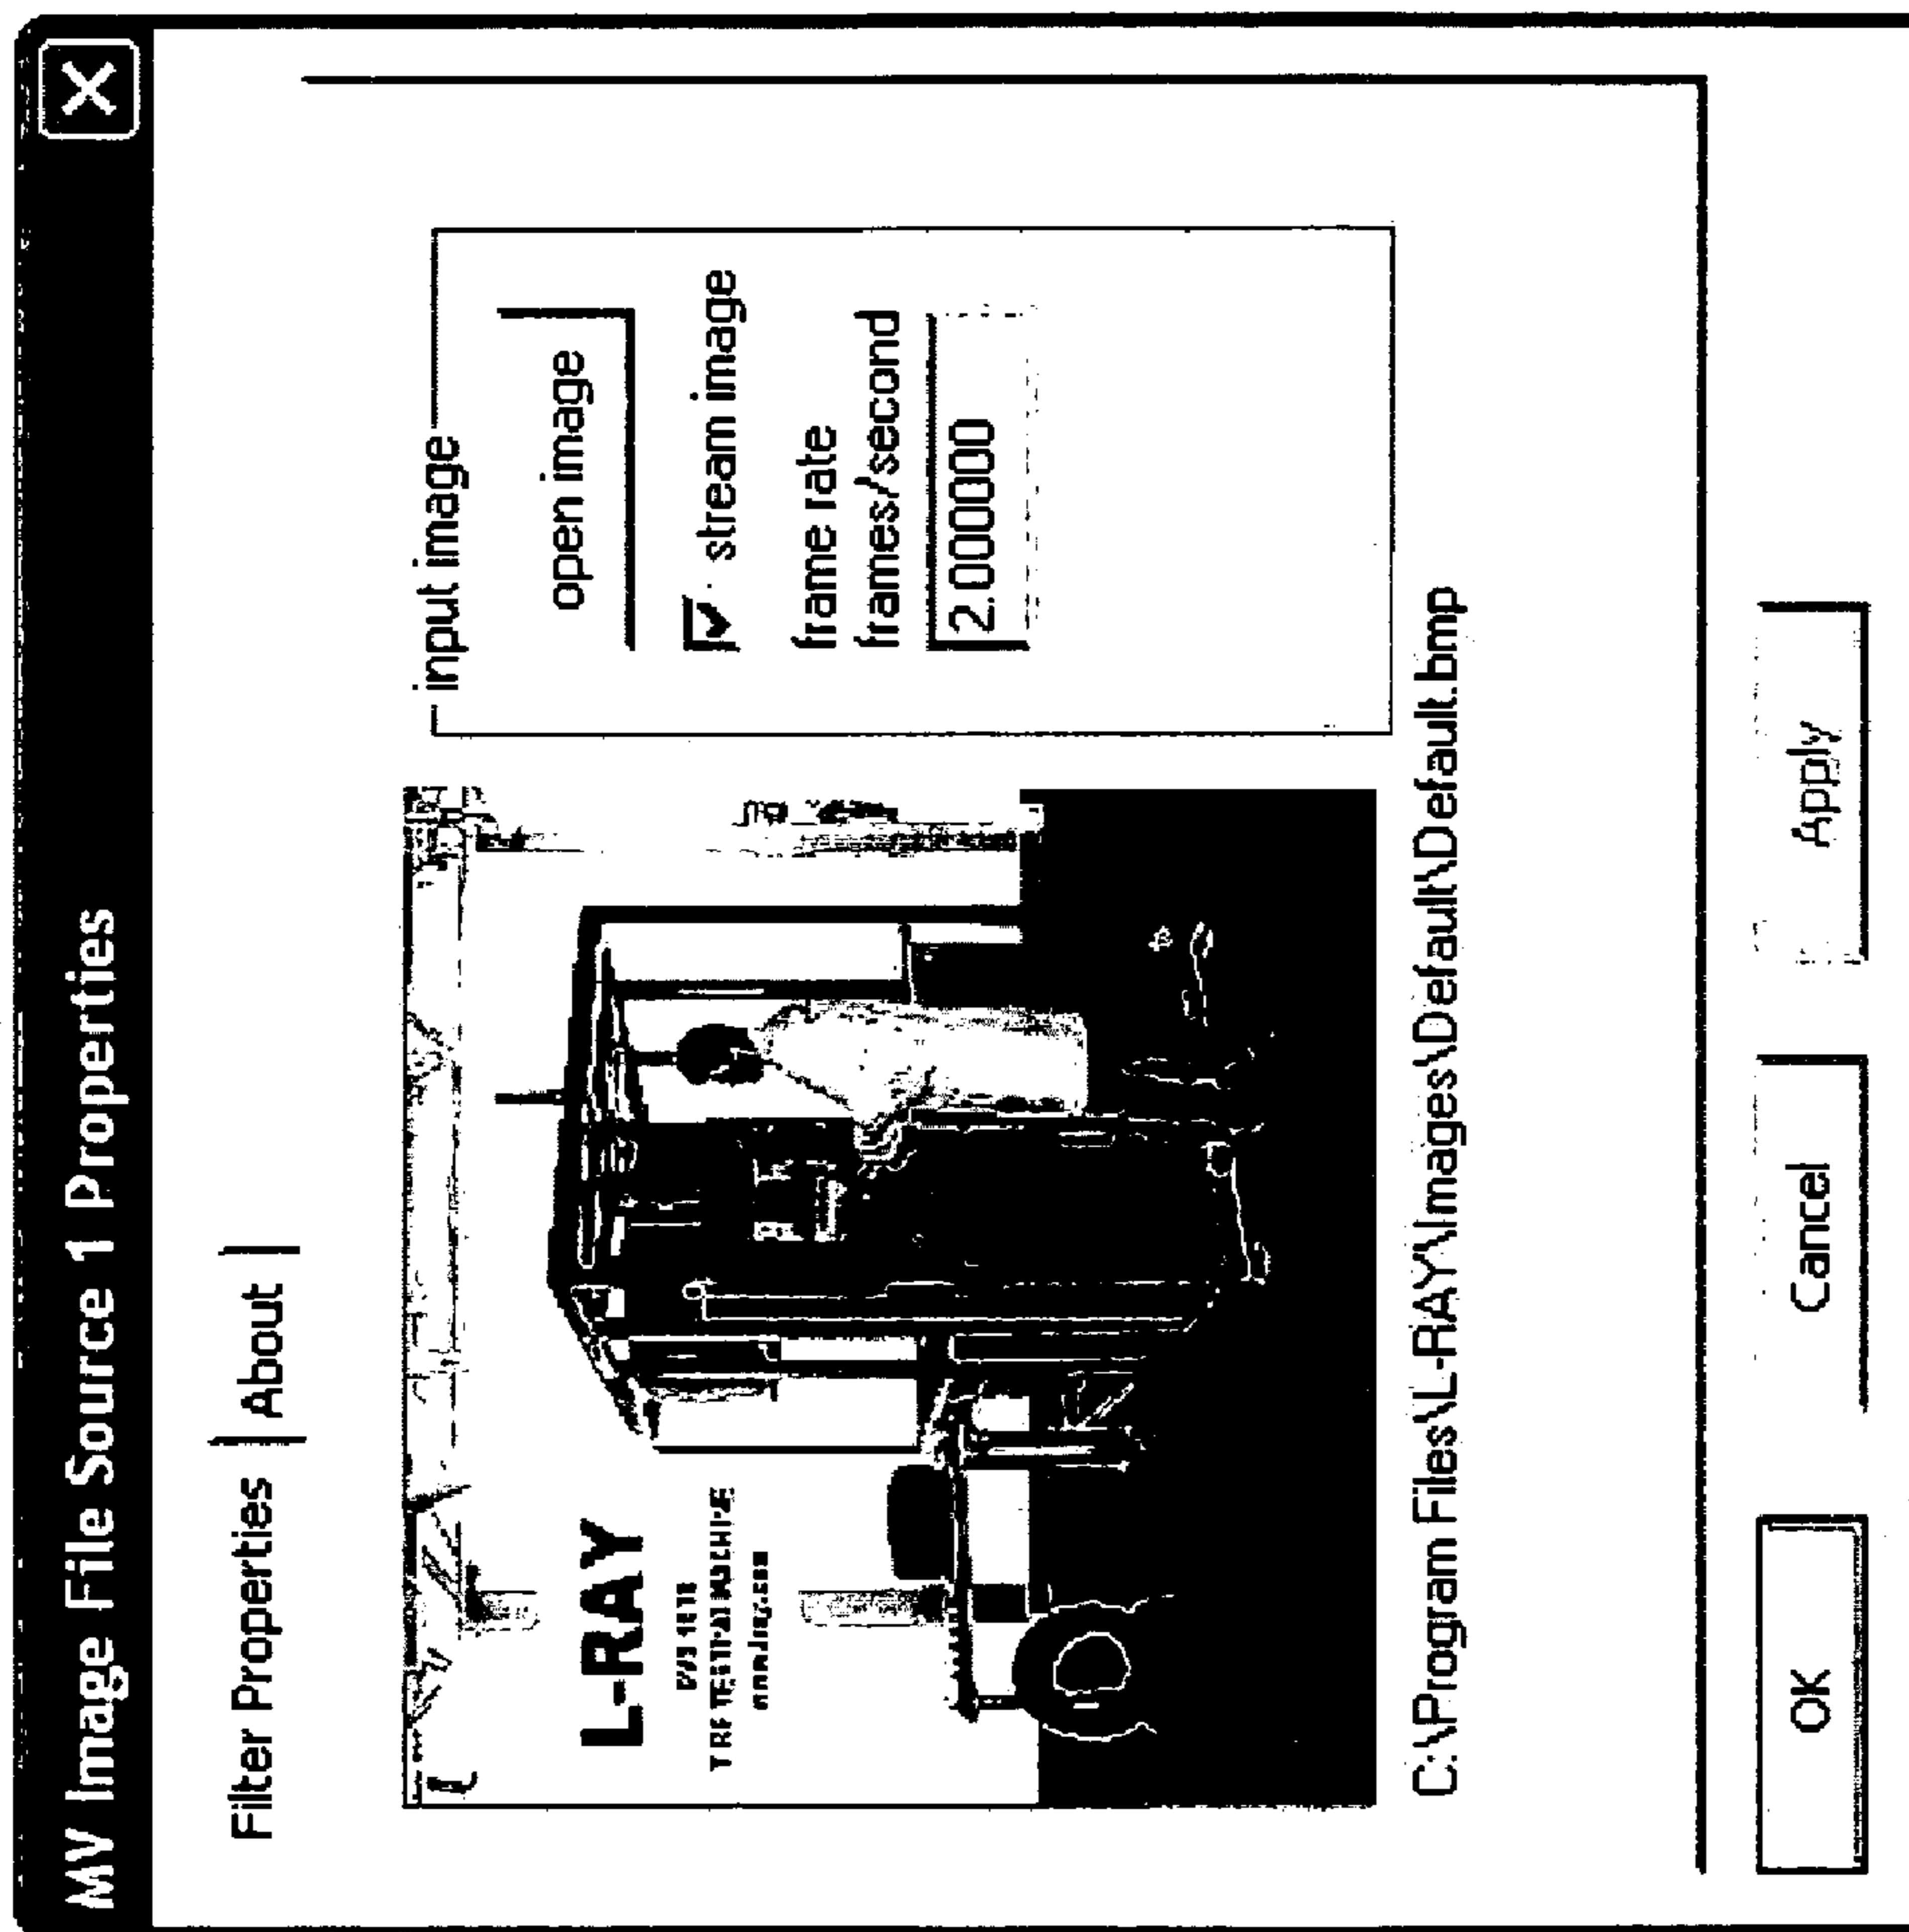 MV Image File Source 1 Properties
Filter Properties | About |
L-RAY
input image
open image
stream image
frame rate
frames/second
2.000000
C:\Program Files\L-RAY\Images\Default\Default.bmp
OK
Cancel
Apply